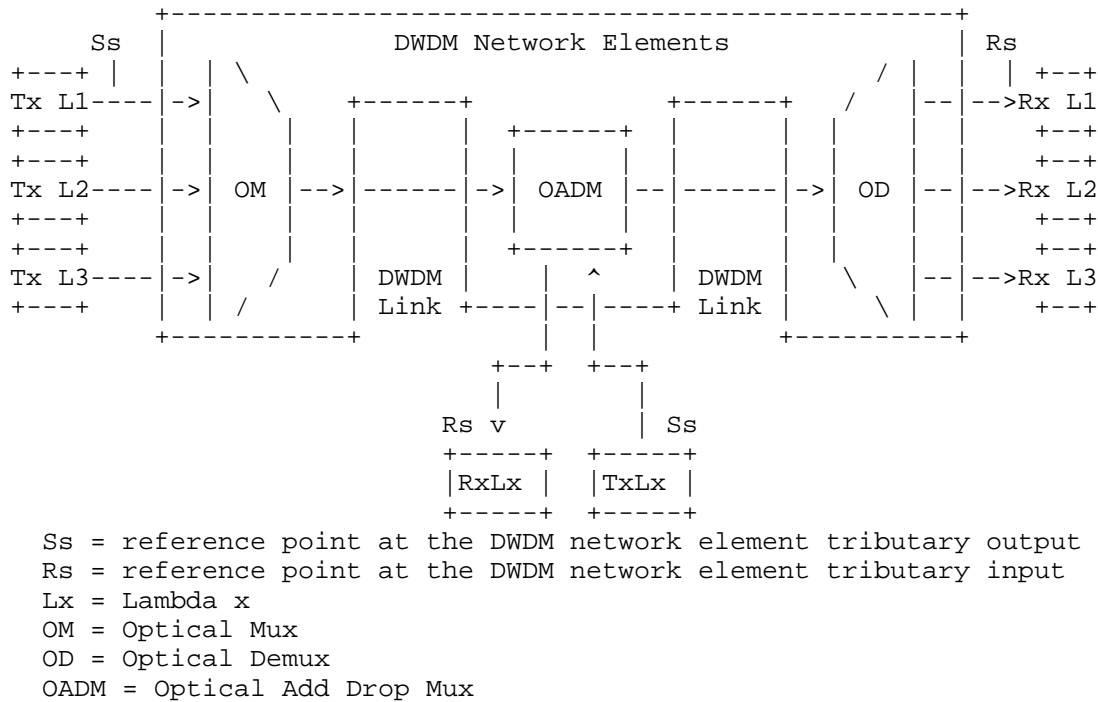 DWDM Network Elements
Ss Rs
Tx L1 Rx L1
Tx L2 OM OADM OD Rx L2
Tx L3 DWDM DWDM Rx L3
Link Link
Rs v Ss
RxLx TxLx
Ss = reference point at the DWDM network element tributary output
Rs = reference point at the DWDM network element tributary input
Lx = Lambda x
OM = Optical Mux
OD = Optical Demux
OADM = Optical Add Drop Mux